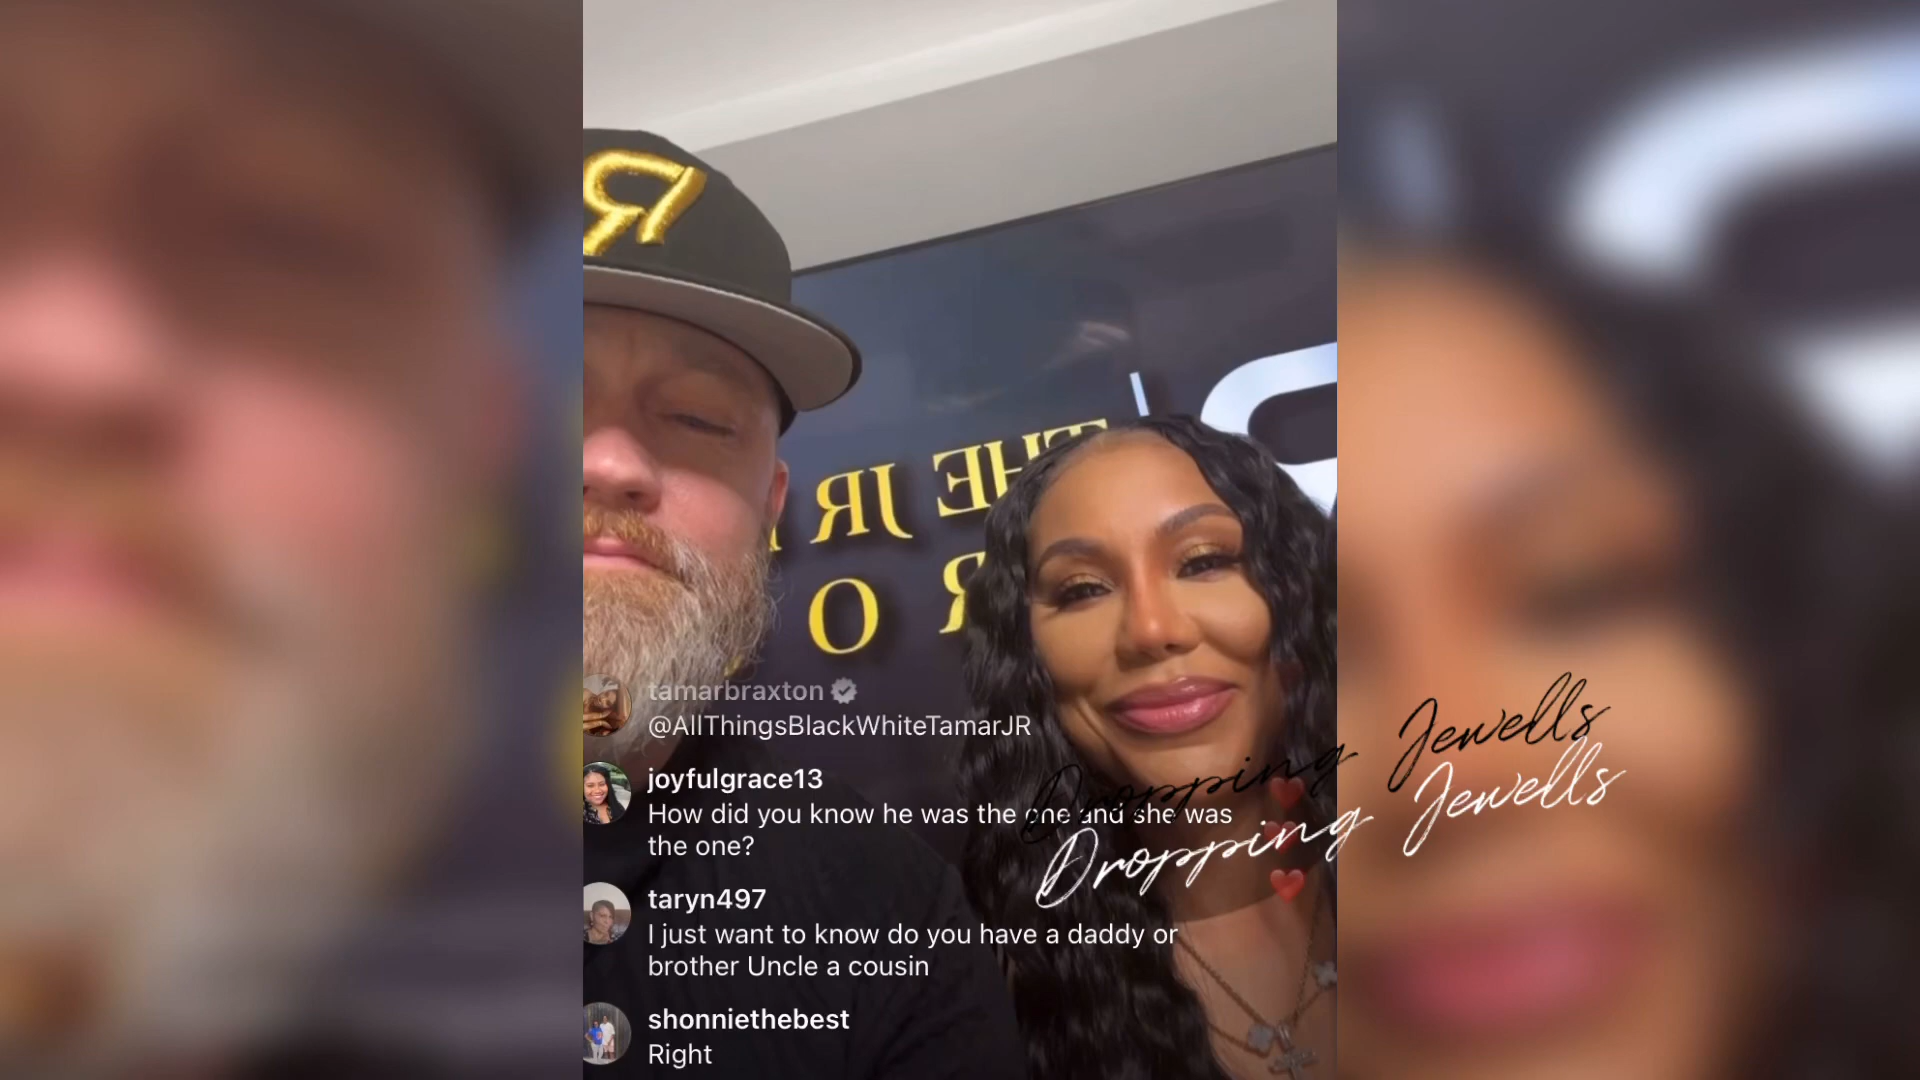 R
THE JR
R O
tamarbraxton
@AllThingsBlackWhiteTamarJR
joyfulgrace13
How did you know he was the one and she was
the one?
taryn497
I just want to know do you have a daddy or
brother Uncle a cousin
shonniethebest
Right
Dropping Jewells
Dropping Jewells